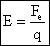 E = Fₑ/q